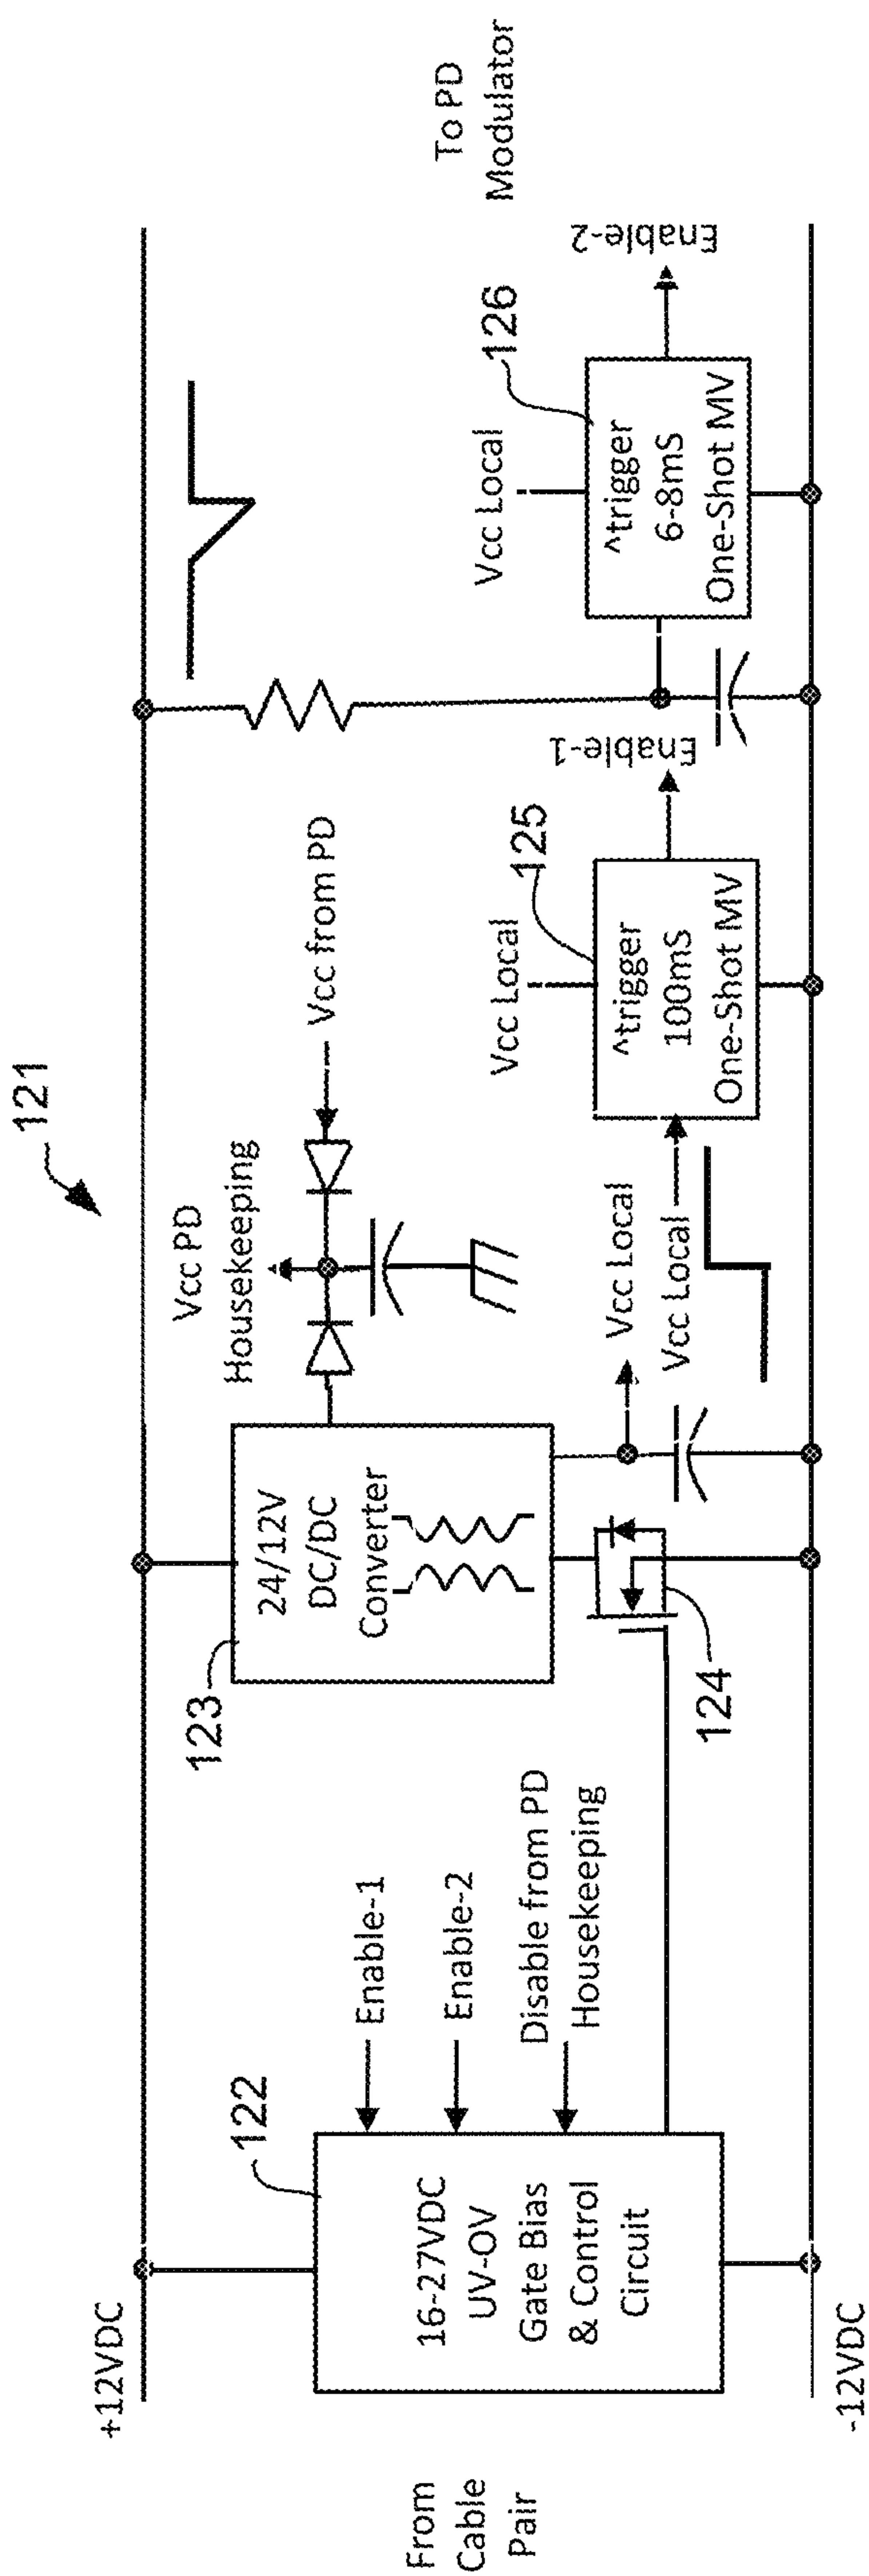 121
+12VDC
-12VDC
From
Cable
Pair
122
16-27VDC
UV-OV
Gate Bias
& Control
Circuit
Enable-1
Enable-2
Disable from PD
Housekeeping
123
24/12V
DC/DC
Converter
124
Vcc PD
Housekeeping
Vcc from PD
Vcc Local
Vcc Local
Vcc Local
125
^trigger
100mS
One-Shot MV
Enable-1
Vcc Local
126
^trigger
6-8mS
One-Shot MV
Enable-2
To PD
Modulator